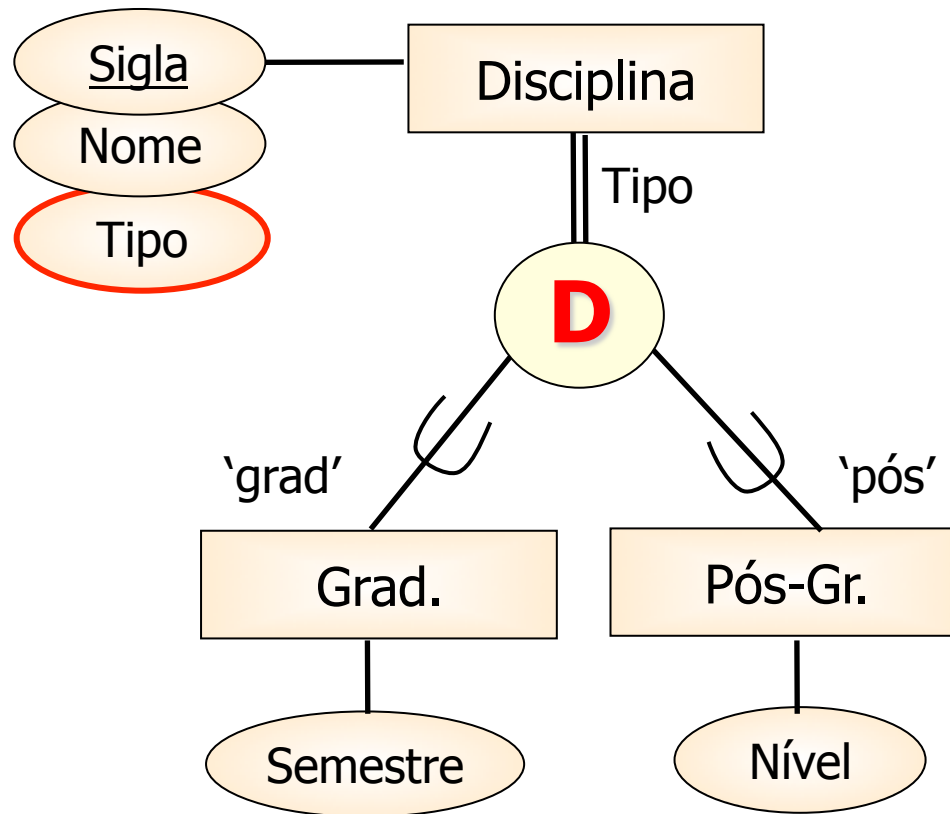 Sigla
Disciplina
Nome
Tipo
Tipo
D
‘grad’
‘pós’
Grad.
Pós-Gr.
Semestre
Nível